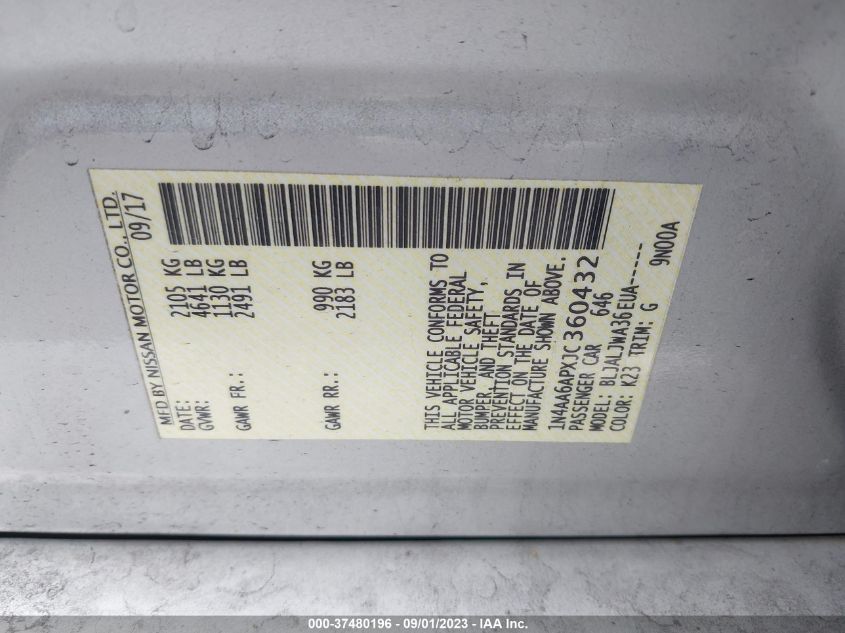 MFD BY NISSAN MOTOR CO., LTD.
DATE: 09/17
GVWR: 2105 KG
4641 LB
GAWR FR.: 1130 KG
2491 LB
GAWR RR.: 990 KG
2183 LB
THIS VEHICLE CONFORMS TO
ALL APPLICABLE FEDERAL
MOTOR VEHICLE SAFETY,
BUMPER, AND THEFT
PREVENTION STANDARDS IN
EFFECT ON THE DATE OF
MANUFACTURE SHOWN ABOVE.
1N4AA6APXJC360432
PASSENGER CAR 646
MODEL: BLJALJWA36EUA-----
COLOR: K23 TRIM: G 9N00A
000-37480196 - 09/01/2023 - IAA Inc.